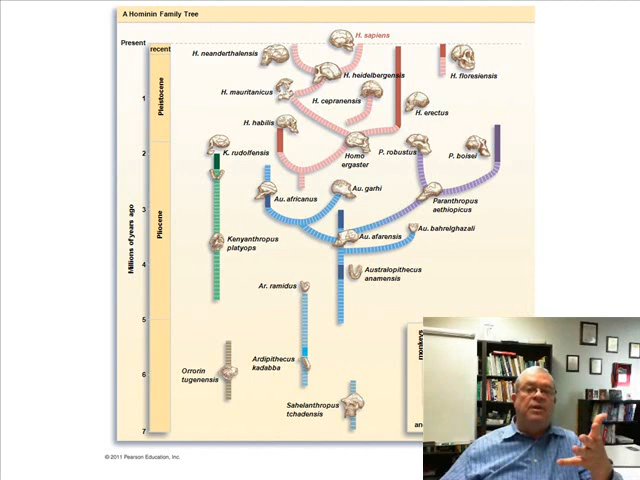 A Hominin Family Tree
Present
recent
H. sapiens
H. neanderthalensis
H. heidelbergensis
H. floresiensis
H. mauritanicus
H. cepranensis
1
Pleistocene
H. erectus
H. habilis
2
K. rudolfensis
Homo
ergaster
P. robustus
P. boisei
Au. africanus
Au. garhi
Paranthropus
aethiopicus
3
Millions of years ago
Pliocene
Kenyanthropus
platyops
Au. afarensis
Au. bahrelghazali
4
Australopithecus
anamensis
Ar. ramidus
5
monkeys
Orrorin
tugenensis
Ardipithecus
kadabba
6
Sahelanthropus
tchadensis
7
© 2011 Pearson Education, Inc.